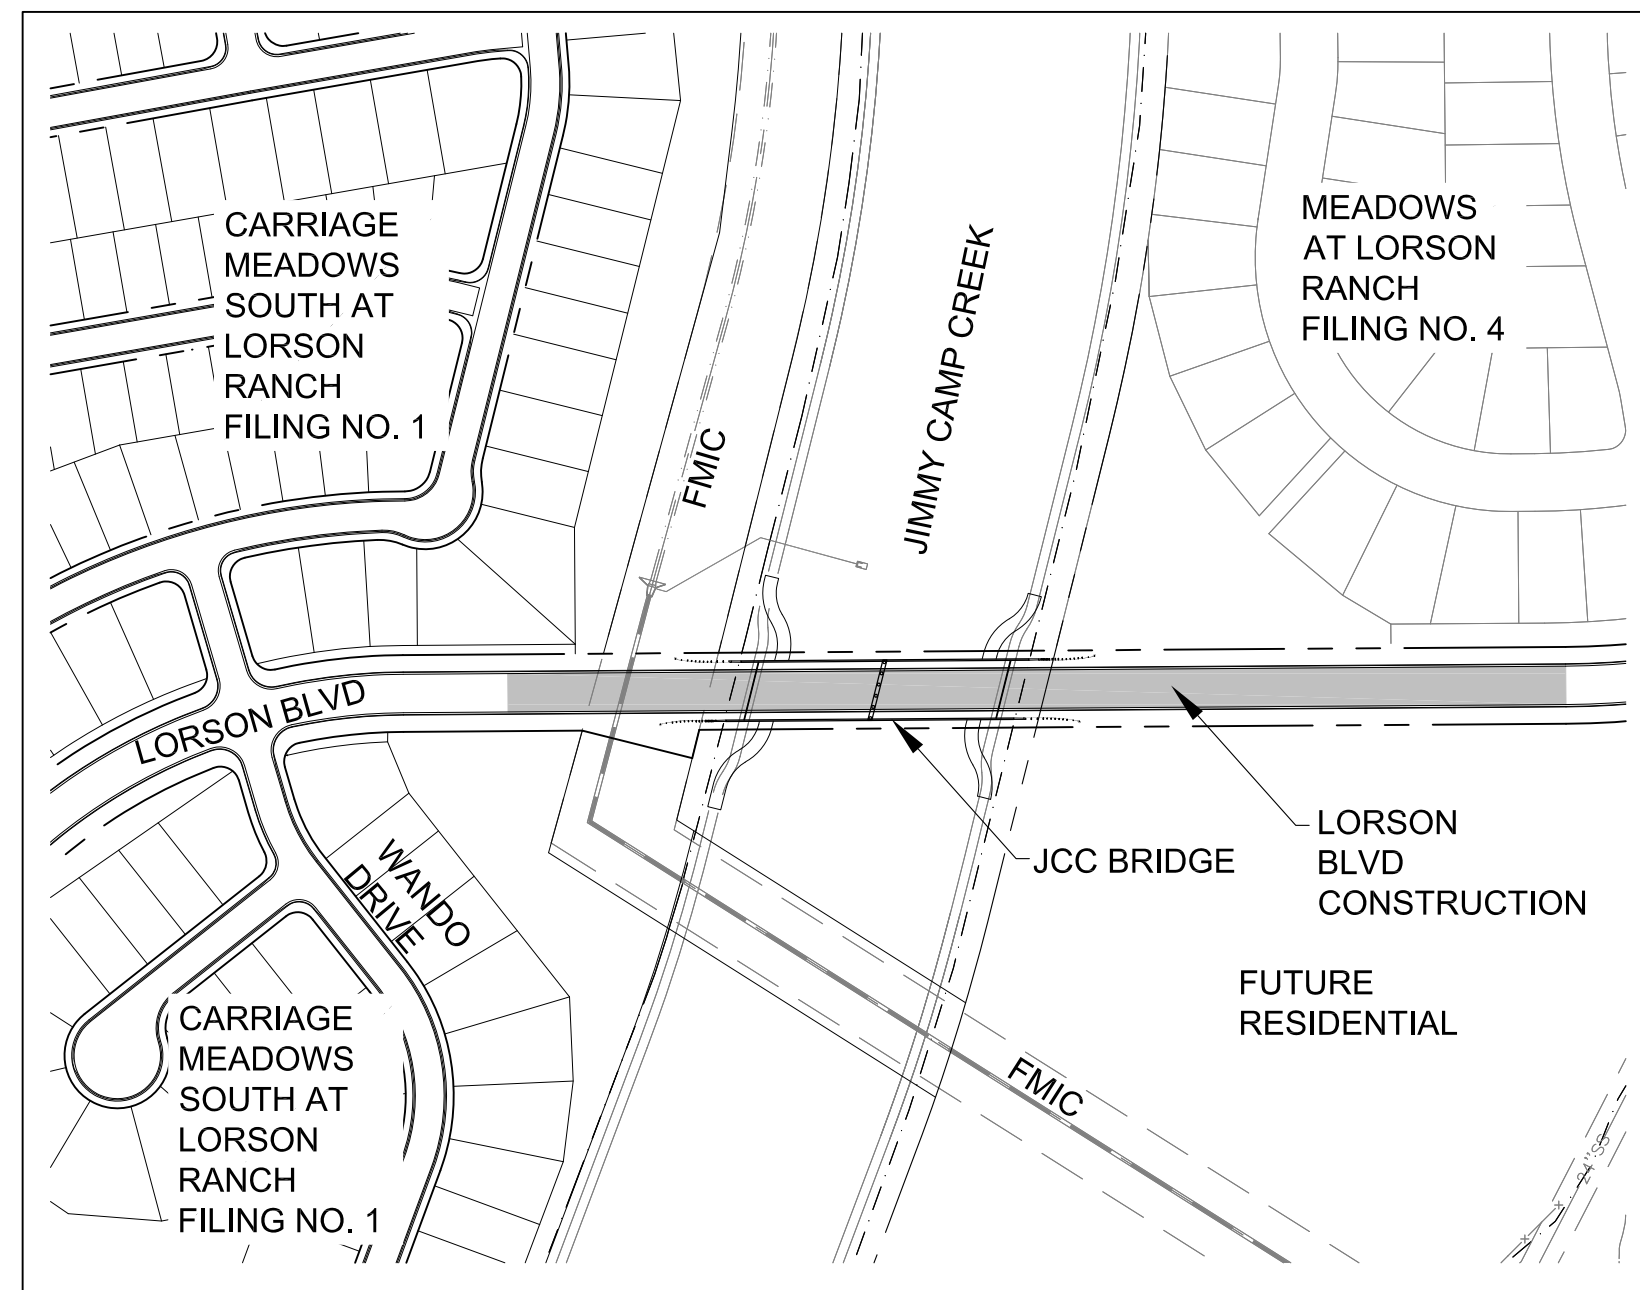 CARRIAGE
MEADOWS
SOUTH AT
LORSON
RANCH
FILING NO. 1
FMIC
JIMMY CAMP CREEK
MEADOWS
AT LORSON
RANCH
FILING NO. 4
LORSON BLVD
WANDO
DRIVE
JCC BRIDGE
LORSON
BLVD
CONSTRUCTION
FUTURE
RESIDENTIAL
CARRIAGE
MEADOWS
SOUTH AT
LORSON
RANCH
FILING NO. 1
FMIC
24"SS